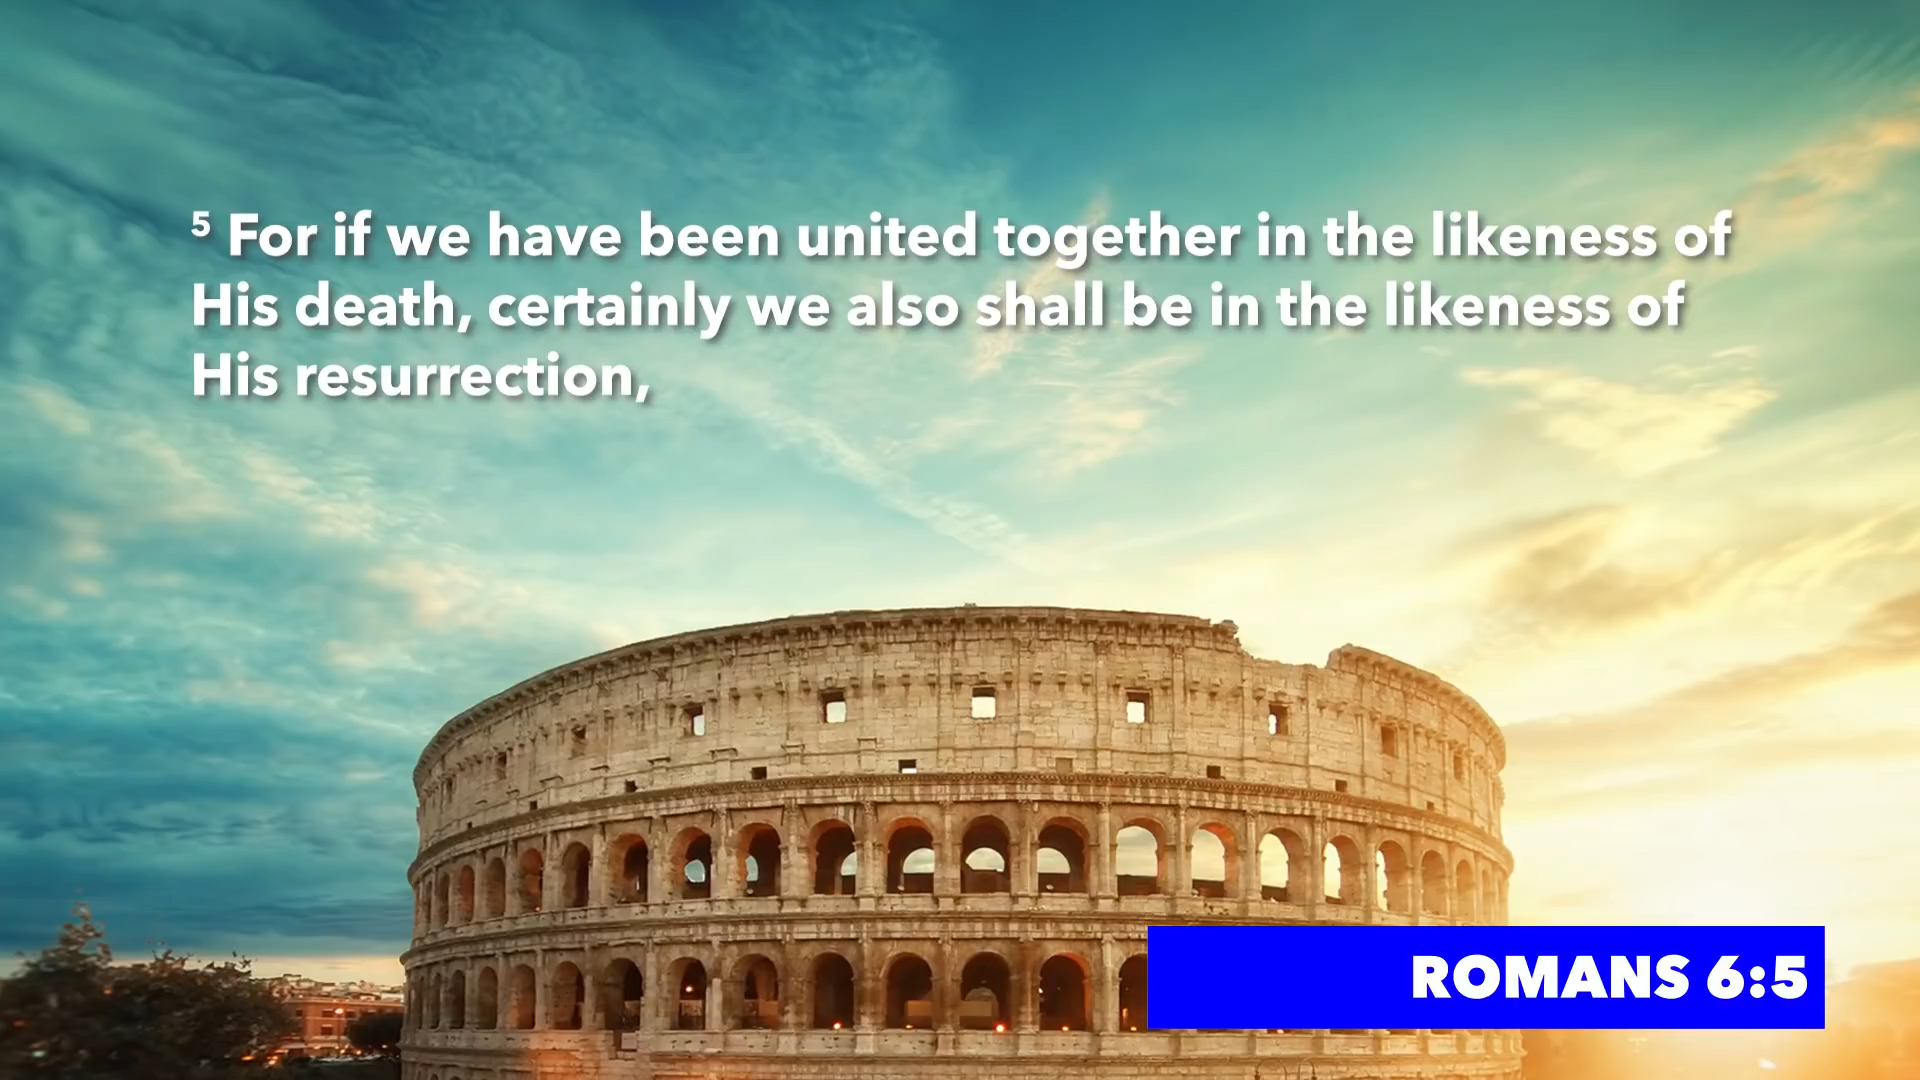 ⁵ For if we have been united together in the likeness of
His death, certainly we also shall be in the likeness of
His resurrection,
ROMANS 6:5